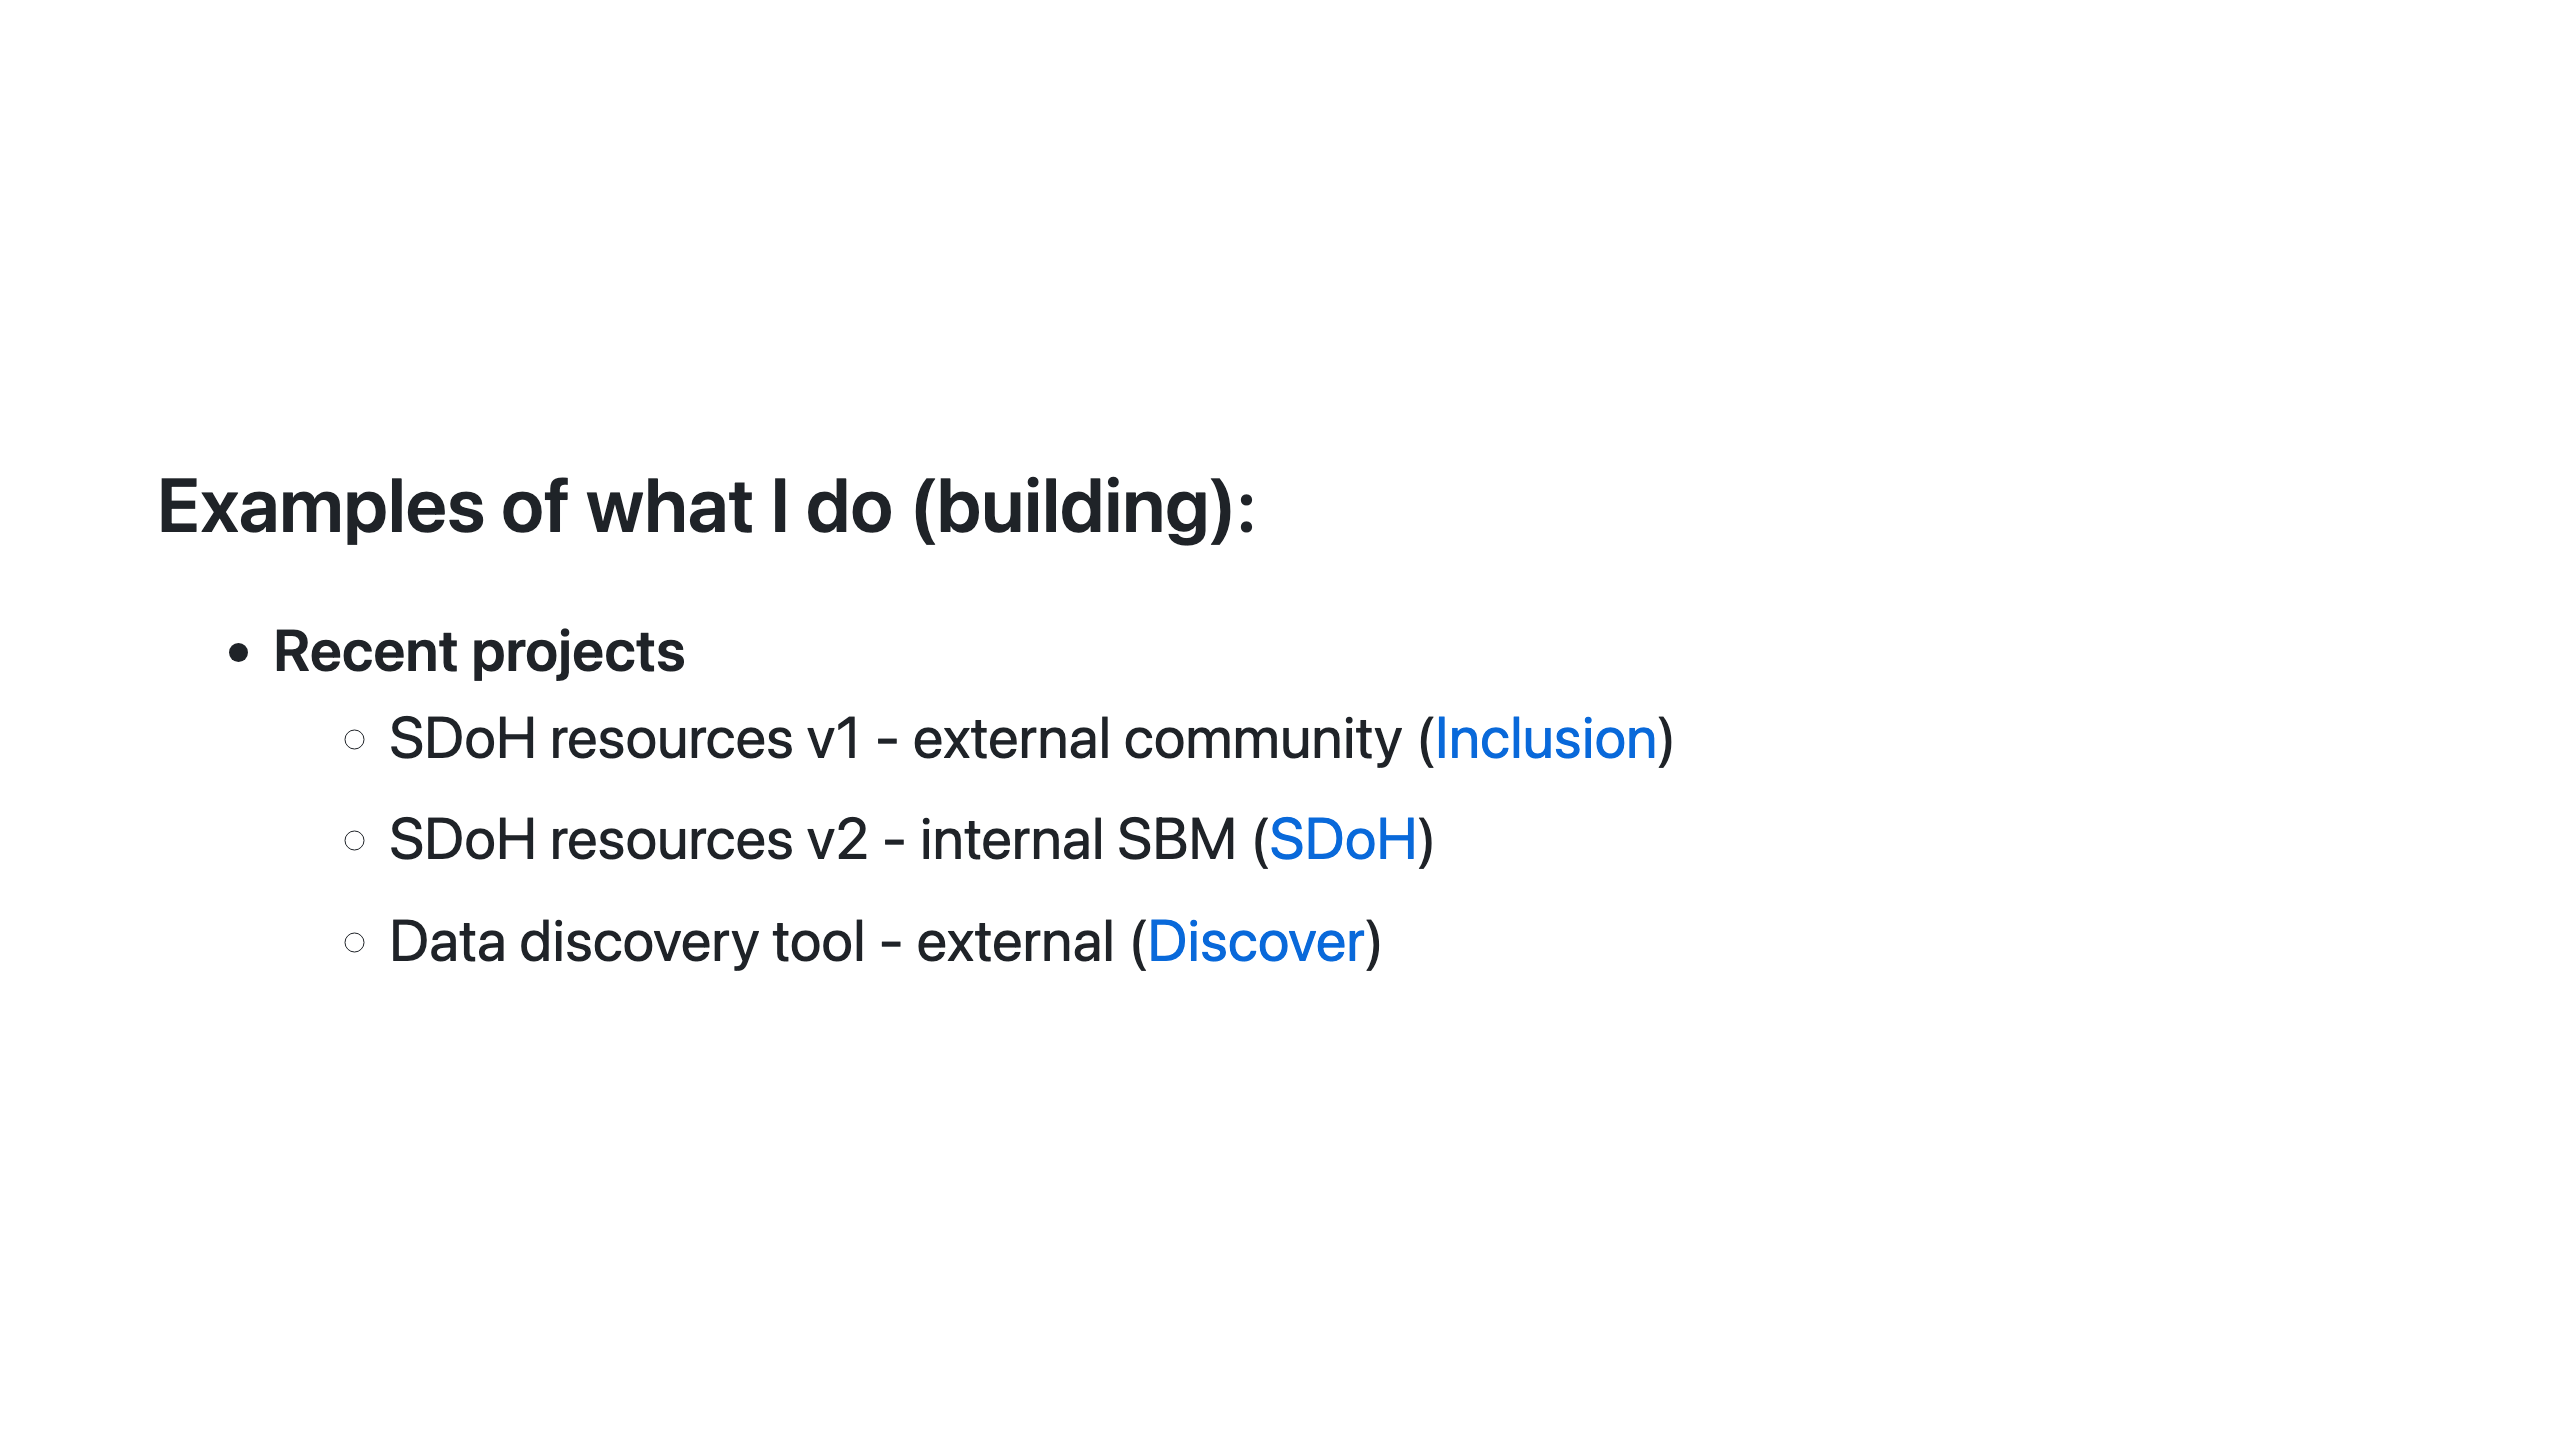 Examples of what I do (building):
• Recent projects
○ SDoH resources v1 - external community (Inclusion)
○ SDoH resources v2 - internal SBM (SDoH)
○ Data discovery tool - external (Discover)